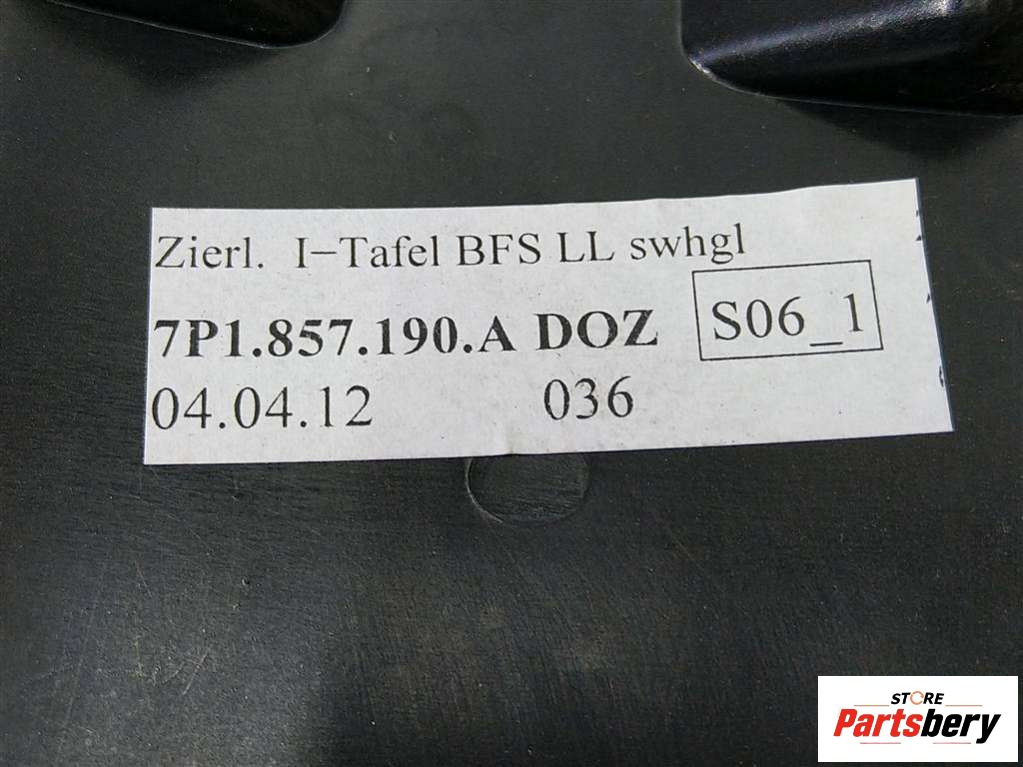 Zierl. I-Tafel BFS LL swhgl
7P1.857.190.A DOZ S06_1
04.04.12 036
STORE
Partsbery